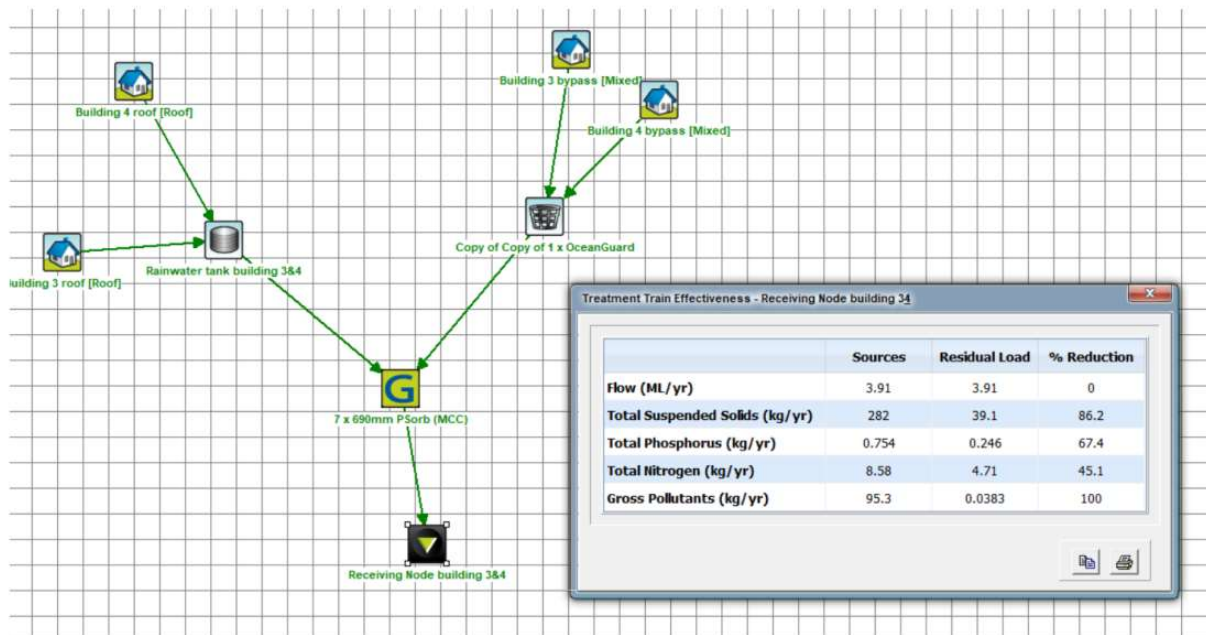 Building 3 bypass [Mixed]
Building 4 roof [Roof]
Building 4 bypass [Mixed]
Copy of Copy of 1 x OceanGuard
Rainwater tank building 3&4
uilding 3 roof [Roof]
G
7 x 690mm PSorb (MCC)
Receiving Node building 3&4
Treatment Train Effectiveness - Receiving Node building 34
Sources Residual Load % Reduction
Flow (ML/yr) 3.91 3.91 0
Total Suspended Solids (kg/yr) 282 39.1 86.2
Total Phosphorus (kg/yr) 0.754 0.246 67.4
Total Nitrogen (kg/yr) 8.58 4.71 45.1
Gross Pollutants (kg/yr) 95.3 0.0383 100